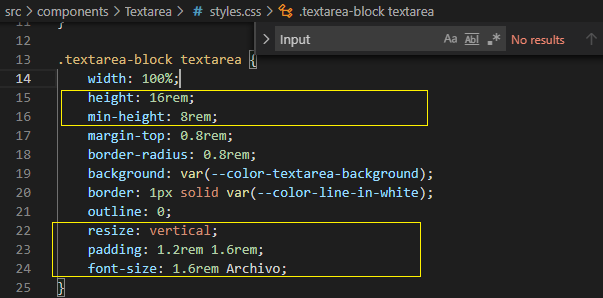 src > components > Textarea > # styles.css > .textarea-block textarea
11 }
> Input Aa Ab .* No results
12
13 .textarea-block textarea {
14 width: 100%;
15 height: 16rem;
16 min-height: 8rem;
17 margin-top: 0.8rem;
18 border-radius: 0.8rem;
19 background: var(--color-textarea-background);
20 border: 1px solid var(--color-line-in-white);
21 outline: 0;
22 resize: vertical;
23 padding: 1.2rem 1.6rem;
24 font-size: 1.6rem Archivo;
25 }